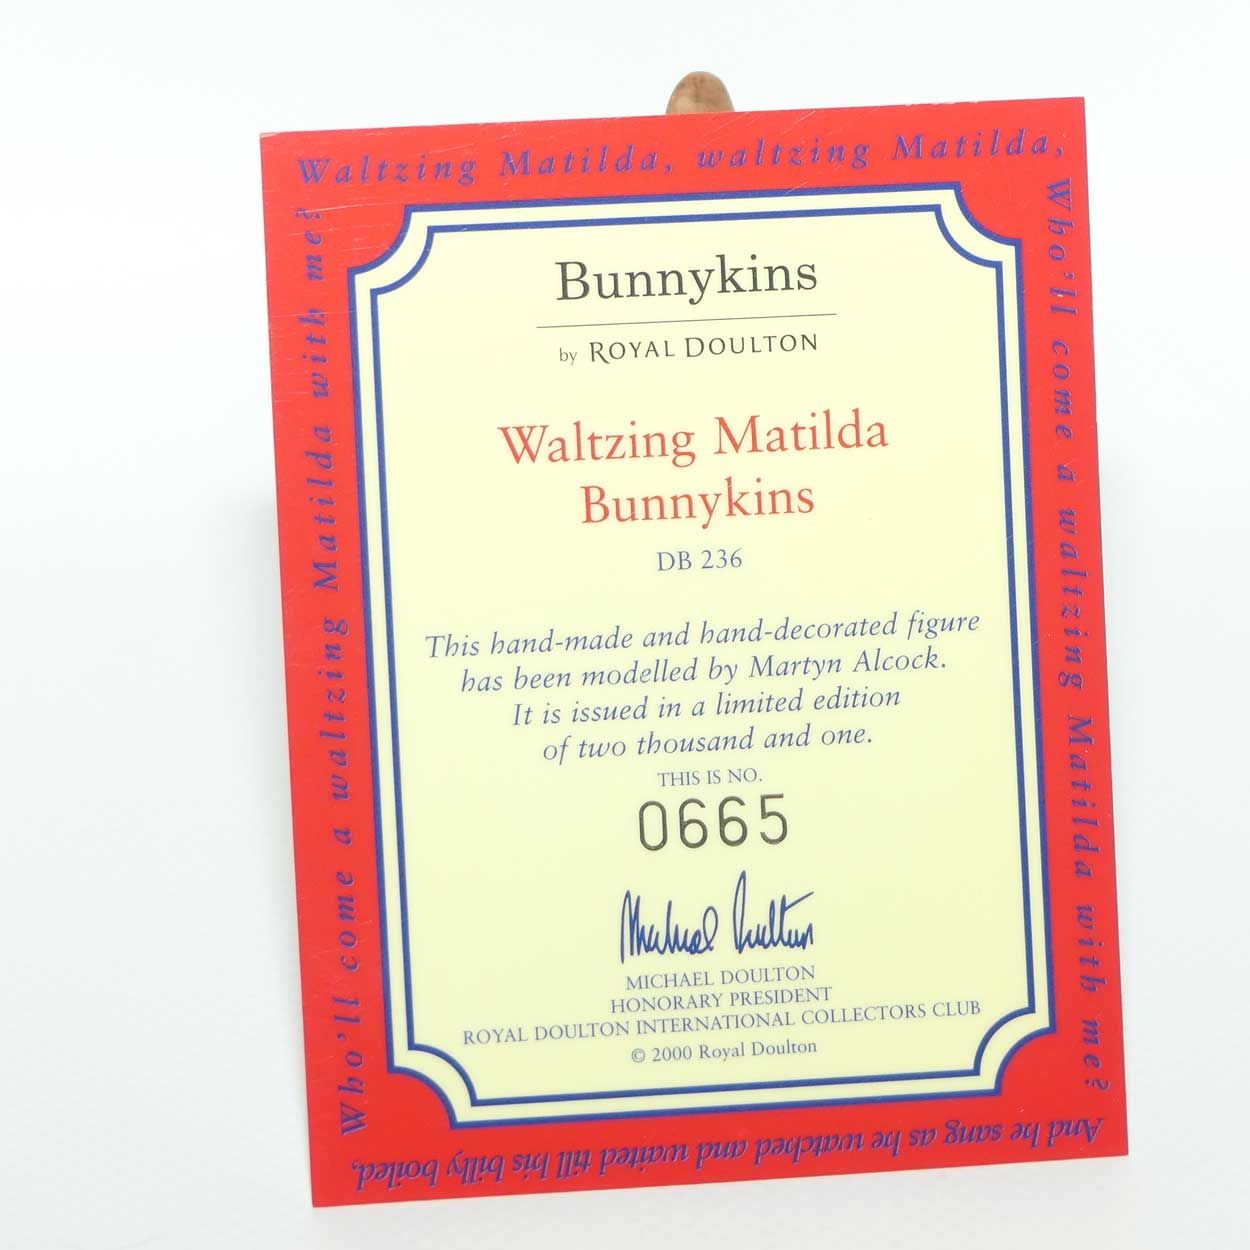 Waltzing Matilda, waltzing Matilda,
Who'll come a waltzing Matilda with me?
And he sang as he watched and waited till his billy boiled,
Who'll come a waltzing Matilda with me?
Bunnykins
by ROYAL DOULTON
Waltzing Matilda
Bunnykins
DB 236
This hand-made and hand-decorated figure
has been modelled by Martyn Alcock.
It is issued in a limited edition
of two thousand and one.
THIS IS NO.
0665
Michael Doulton
MICHAEL DOULTON
HONORARY PRESIDENT
ROYAL DOULTON INTERNATIONAL COLLECTORS CLUB
© 2000 Royal Doulton